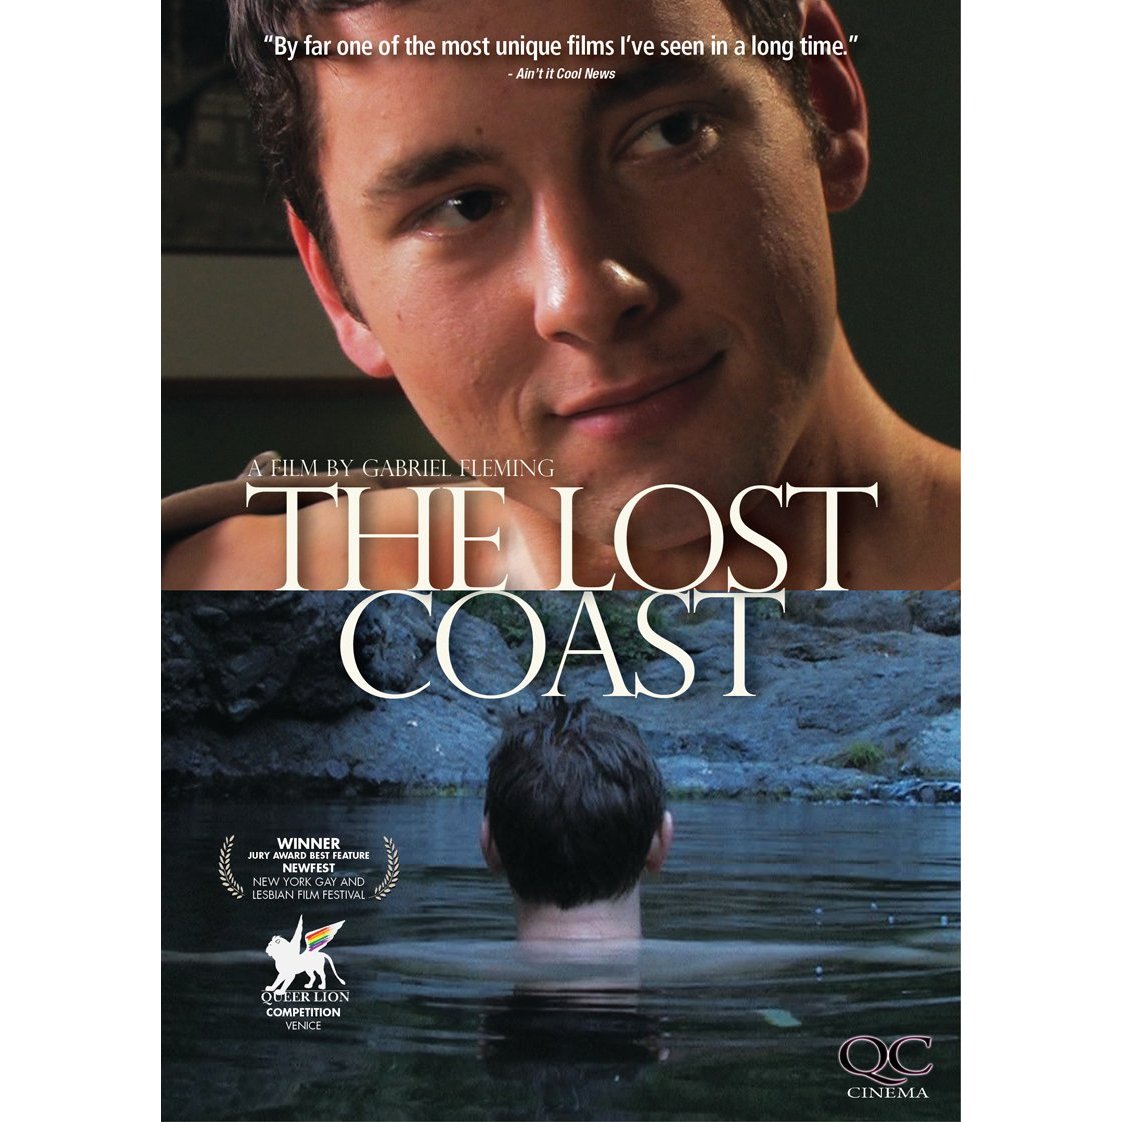 “By far one of the most unique films I’ve seen in a long time.”
- Ain’t it Cool News
A FILM BY GABRIEL FLEMING
THE LOST
COAST
WINNER
JURY AWARD BEST FEATURE
NEWFEST
NEW YORK GAY AND
LESBIAN FILM FESTIVAL
QUEER LION
COMPETITION
VENICE
QC
CINEMA